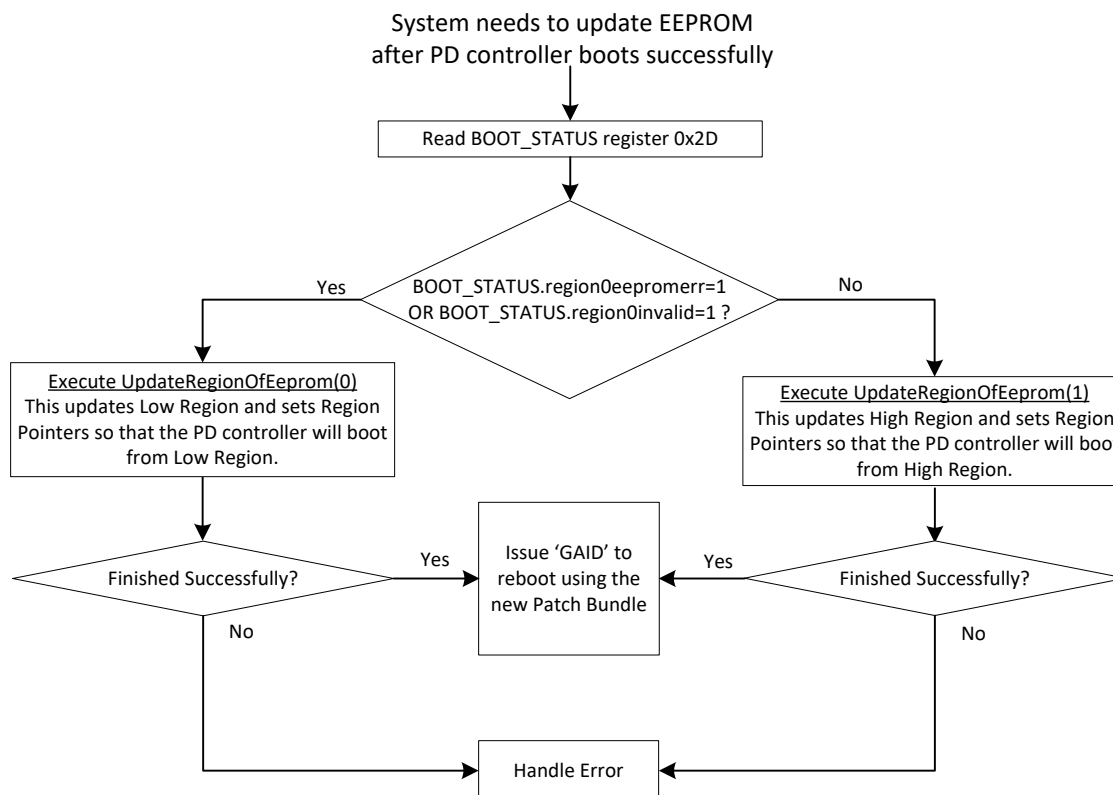 System needs to update EEPROM
after PD controller boots successfully
Read BOOT_STATUS register 0x2D
BOOT_STATUS.region0eepromerr=1
OR BOOT_STATUS.region0invalid=1 ?
Yes
No
Execute UpdateRegionOfEeprom(0)
This updates Low Region and sets Region
Pointers so that the PD controller will boot
from Low Region.
Execute UpdateRegionOfEeprom(1)
This updates High Region and sets Region
Pointers so that the PD controller will boo
from High Region.
Finished Successfully?
Yes
No
Issue ‘GAID’ to
reboot using the
new Patch Bundle
Yes
Finished Successfully?
No
Handle Error